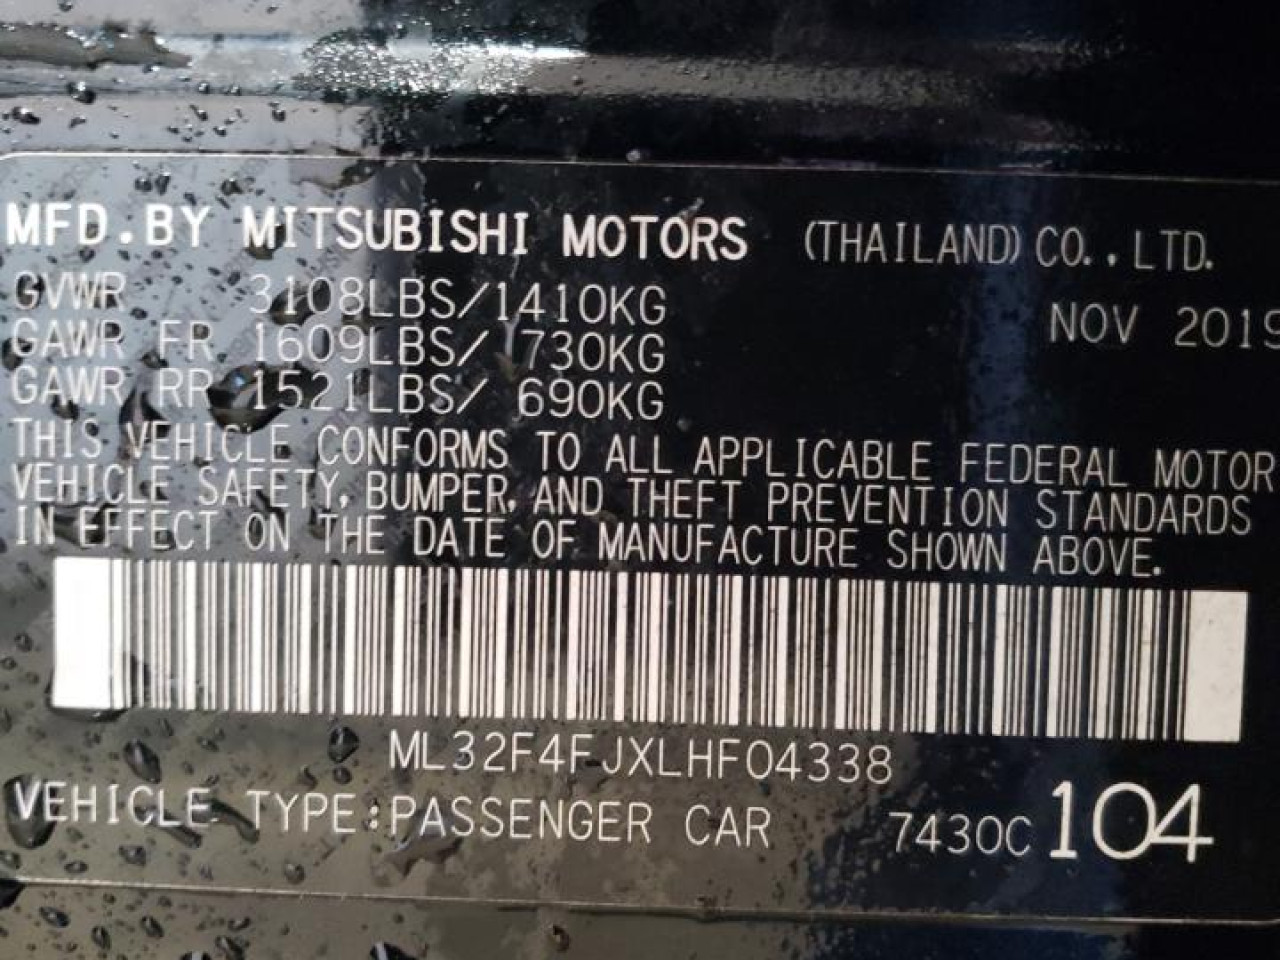 MFD.BY MITSUBISHI MOTORS (THAILAND) CO.,LTD.
GVWR 3108LBS/1410KG NOV 2019
GAWR FR 1609LBS/ 730KG
GAWR RR 1521LBS/ 690KG
THIS VEHICLE CONFORMS TO ALL APPLICABLE FEDERAL MOTOR
VEHICLE SAFETY, BUMPER, AND THEFT PREVENTION STANDARDS
IN EFFECT ON THE DATE OF MANUFACTURE SHOWN ABOVE.
ML32F4FJXLHF04338
VEHICLE TYPE:PASSENGER CAR 7430C 104